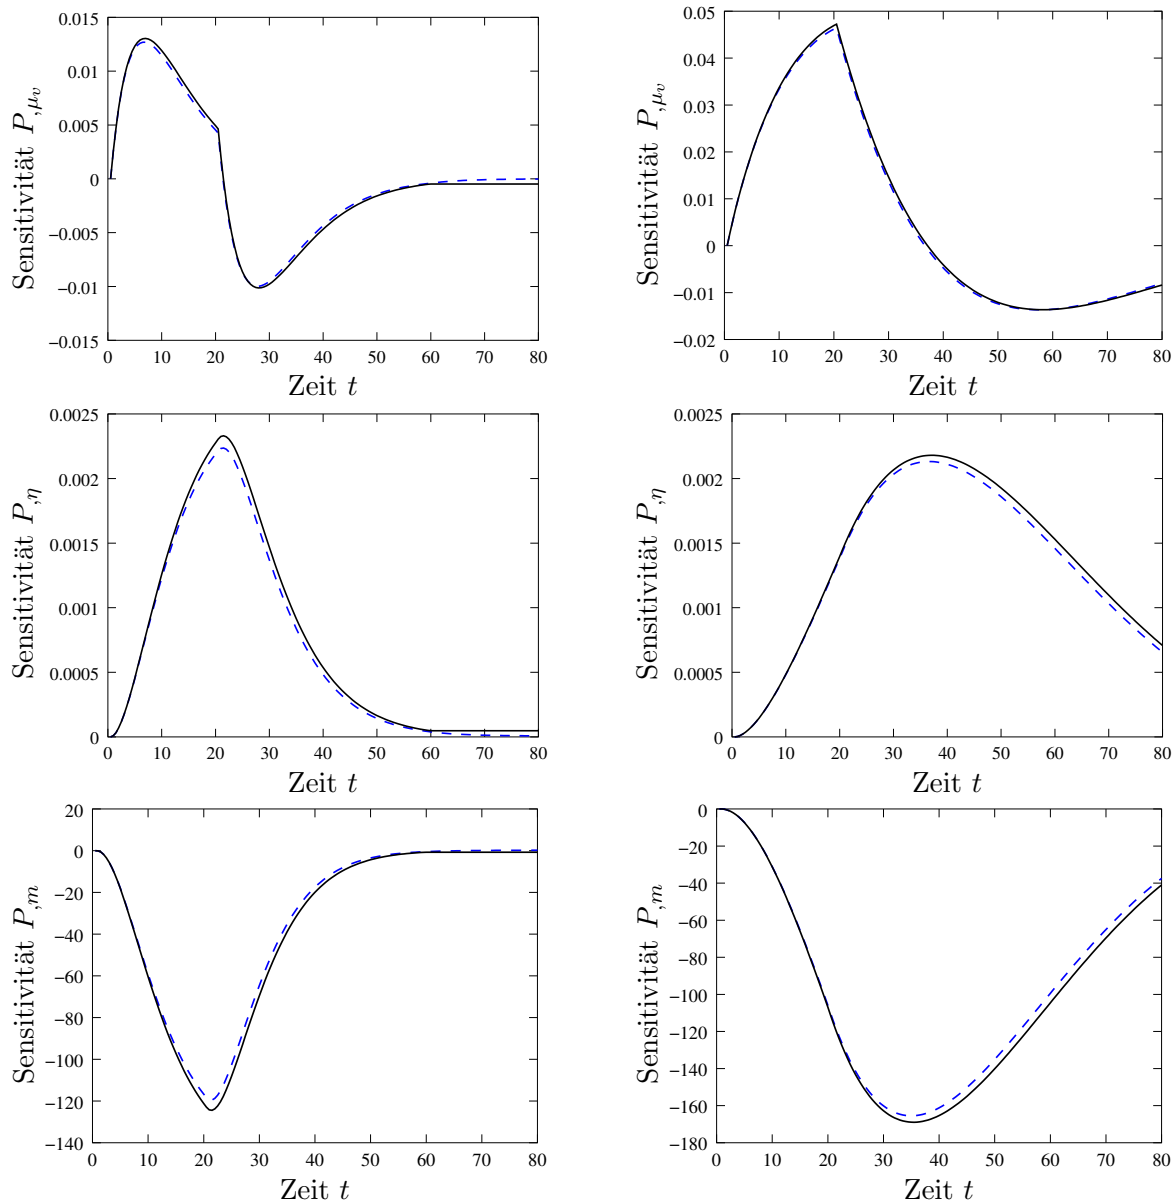 Sensitivität P,μv
0.015
0.01
0.005
0
−0.005
−0.01
−0.015
0 10 20 30 40 50 60 70 80
Zeit t
Sensitivität P,μv
0.05
0.04
0.03
0.02
0.01
0
−0.01
−0.02
0 10 20 30 40 50 60 70 80
Zeit t
Sensitivität P,η
0.0025
0.002
0.0015
0.001
0.0005
0
0 10 20 30 40 50 60 70 80
Zeit t
Sensitivität P,η
0.0025
0.002
0.0015
0.001
0.0005
0
0 10 20 30 40 50 60 70 80
Zeit t
Sensitivität P,m
20
0
−20
−40
−60
−80
−100
−120
−140
0 10 20 30 40 50 60 70 80
Zeit t
Sensitivität P,m
0
−20
−40
−60
−80
−100
−120
−140
−160
−180
0 10 20 30 40 50 60 70 80
Zeit t